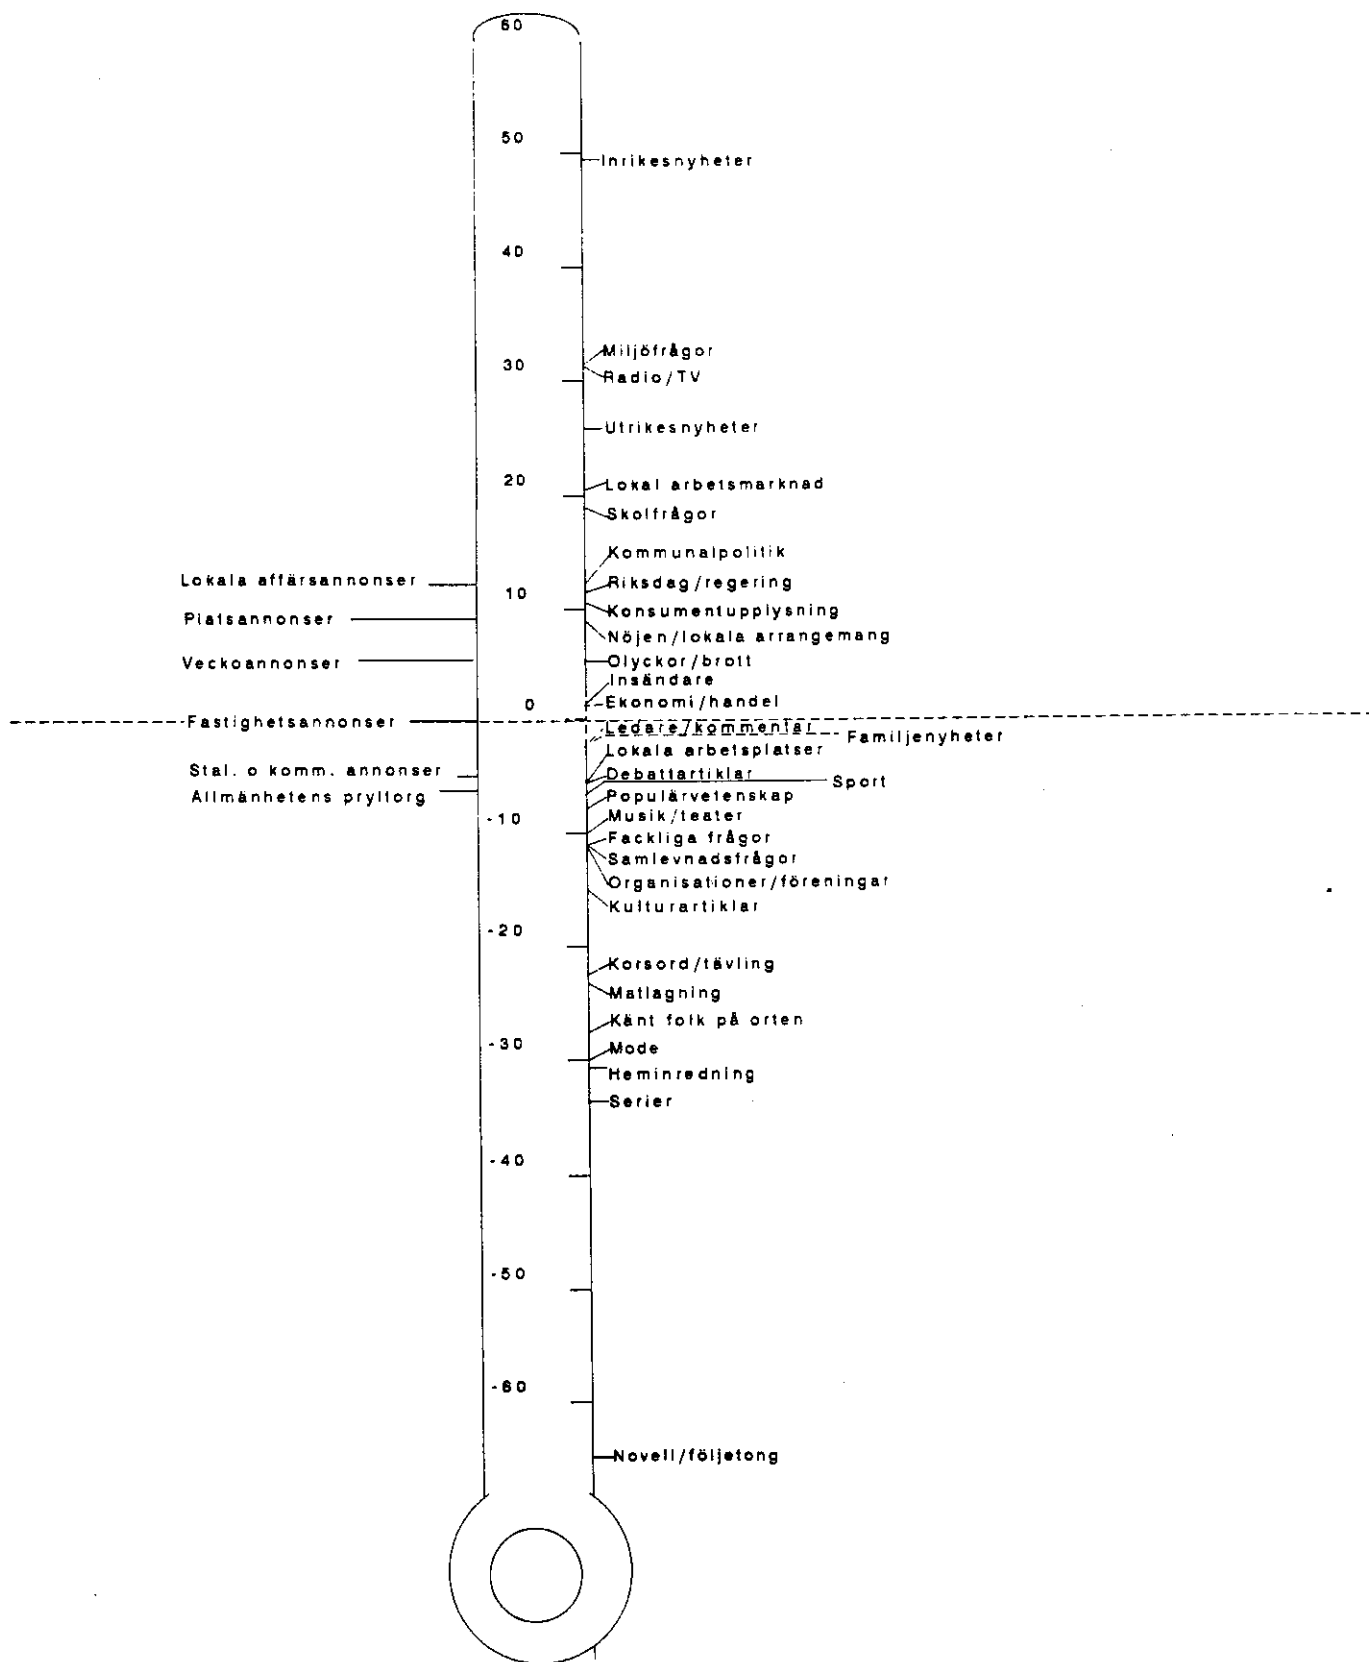 60
50
Inrikesnyheter
40
Miljöfrågor
30
Radio/TV
Utrikesnyheter
20
Lokal arbetsmarknad
Skolfrågor
Kommunalpolitik
Lokala affärsannonser
Riksdag/regering
10
Konsumentupplysning
Platsannonser
Nöjen/lokala arrangemang
Veckoannonser
Olyckor/brott
Insändare
0
Ekonomi/handel
Fastighetsannonser
Ledare/kommentar
Familjenyheter
Lokala arbetsplatser
Stat. o komm. annonser
Debattartiklar
Sport
Allmänhetens pryltorg
Populärvetenskap
-10
Musik/teater
Fackliga frågor
Samlevnadsfrågor
Organisationer/föreningar
Kulturartiklar
-20
Korsord/tävling
Matlagning
Känt folk på orten
-30
Mode
Heminredning
Serier
-40
-50
-60
Novell/följetong